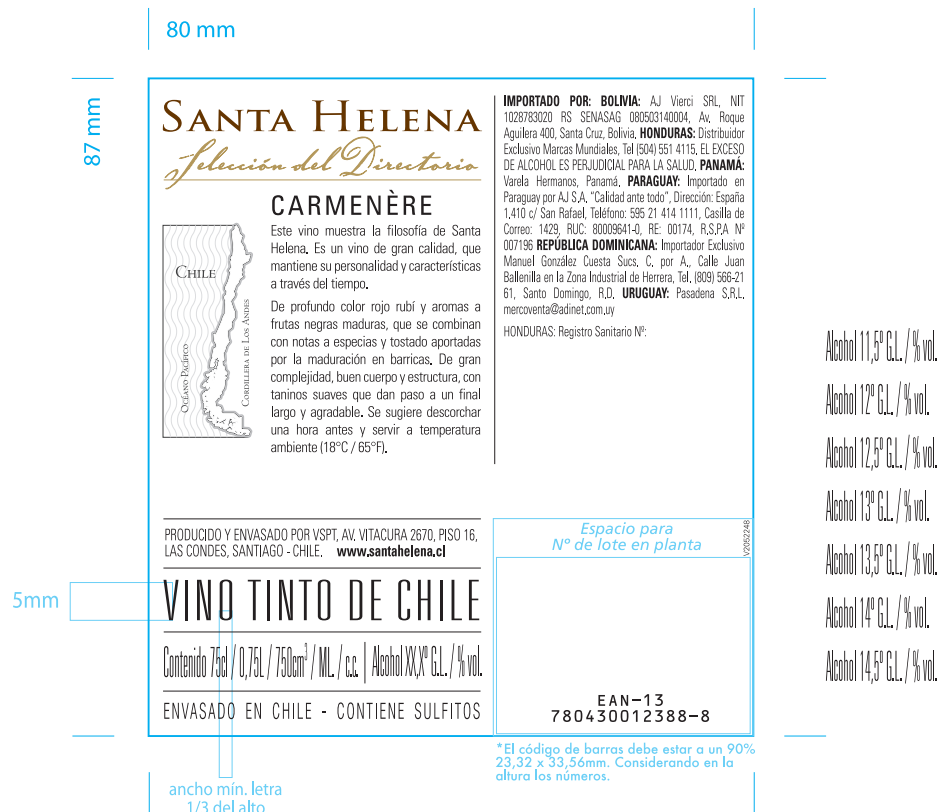 80 mm
87 mm
SANTA HELENA
Selección del Directorio
CARMENÈRE
Este vino muestra la filosofía de Santa
Helena. Es un vino de gran calidad, que
mantiene su personalidad y características
a través del tiempo.
De profundo color rojo rubí y aromas a
frutas negras maduras, que se combinan
con notas a especias y tostado aportadas
por la maduración en barricas. De gran
complejidad, buen cuerpo y estructura, con
taninos suaves que dan paso a un final
largo y agradable. Se sugiere descorchar
una hora antes y servir a temperatura
ambiente (18°C / 65°F).
CHILE
OCÉANO PACÍFICO
CORDILLERA DE LOS ANDES
IMPORTADO POR: BOLIVIA: AJ Vierci SRL, NIT
1028783020 RS SENASAG 080503140004, Av. Roque
Aguilera 400, Santa Cruz, Bolivia, HONDURAS: Distribuidor
Exclusivo Marcas Mundiales, Tel (504) 551 4115, EL EXCESO
DE ALCOHOL ES PERJUDICIAL PARA LA SALUD. PANAMÁ:
Varela Hermanos, Panamá. PARAGUAY: Importado en
Paraguay por AJ S.A. "Calidad ante todo", Dirección: España
1.410 c/ San Rafael, Teléfono: 595 21 414 1111, Casilla de
Correo: 1429, RUC: 80009641-0, RE: 00174, R.S.P.A Nº
007196 REPÚBLICA DOMINICANA: Importador Exclusivo
Manuel González Cuesta Sucs. C. por A., Calle Juan
Ballenilla en la Zona Industrial de Herrera, Tel. (809) 566-21
61, Santo Domingo, R.D. URUGUAY: Pasadena S.R.L.
mercoventa@adinet.com.uy
HONDURAS: Registro Sanitario Nº:
PRODUCIDO Y ENVASADO POR VSPT, AV. VITACURA 2670, PISO 16,
LAS CONDES, SANTIAGO - CHILE. www.santahelena.cl
5mm
VINO TINTO DE CHILE
Contenido 75cl / 0,75L / 750cm³ / ML. / c.c. | Alcohol XX,Xº G.L. / % vol.
ENVASADO EN CHILE - CONTIENE SULFITOS
ancho mín. letra
1/3 del alto
Espacio para
Nº de lote en planta
V2052248
EAN-13
780430012388-8
*El código de barras debe estar a un 90%
23,32 x 33,56mm. Considerando en la
altura los números.
Alcohol 11,5º G.L. / % vol.
Alcohol 12º G.L. / % vol.
Alcohol 12,5º G.L. / % vol.
Alcohol 13º G.L. / % vol.
Alcohol 13,5º G.L. / % vol.
Alcohol 14º G.L. / % vol.
Alcohol 14,5º G.L. / % vol.